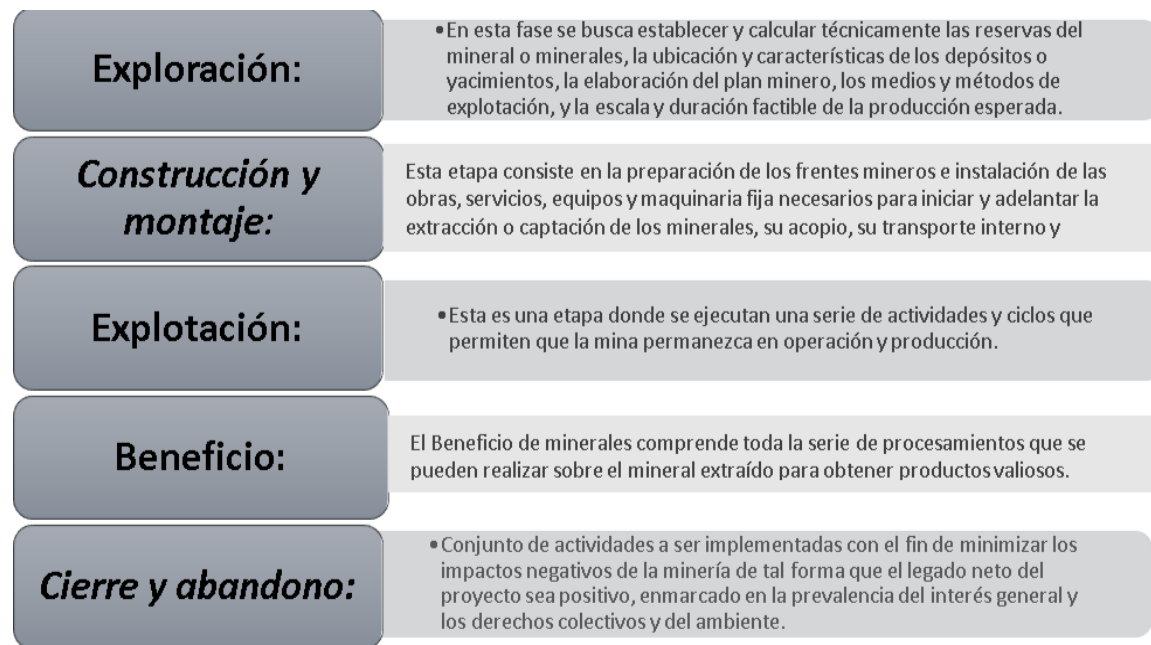 Exploración:
•En esta fase se busca establecer y calcular técnicamente las reservas del
mineral o minerales, la ubicación y características de los depósitos o
yacimientos, la elaboración del plan minero, los medios y métodos de
explotación, y la escala y duración factible de la producción esperada.
Construcción y
montaje:
Esta etapa consiste en la preparación de los frentes mineros e instalación de las
obras, servicios, equipos y maquinaria fija necesarios para iniciar y adelantar la
extracción o captación de los minerales, su acopio, su transporte interno y
Explotación:
•Esta es una etapa donde se ejecutan una serie de actividades y ciclos que
permiten que la mina permanezca en operación y producción.
Beneficio:
El Beneficio de minerales comprende toda la serie de procesamientos que se
pueden realizar sobre el mineral extraído para obtener productos valiosos.
Cierre y abandono:
•Conjunto de actividades a ser implementadas con el fin de minimizar los
impactos negativos de la minería de tal forma que el legado neto del
proyecto sea positivo, enmarcado en la prevalencia del interés general y
los derechos colectivos y del ambiente.